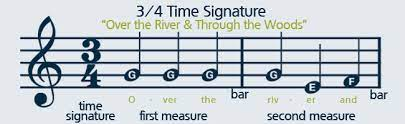 3/4 Time Signature
“Over the River & Through the Woods”
3
4
G G G G E F
O - ver the riv - er and
bar bar
time signature
first measure second measure